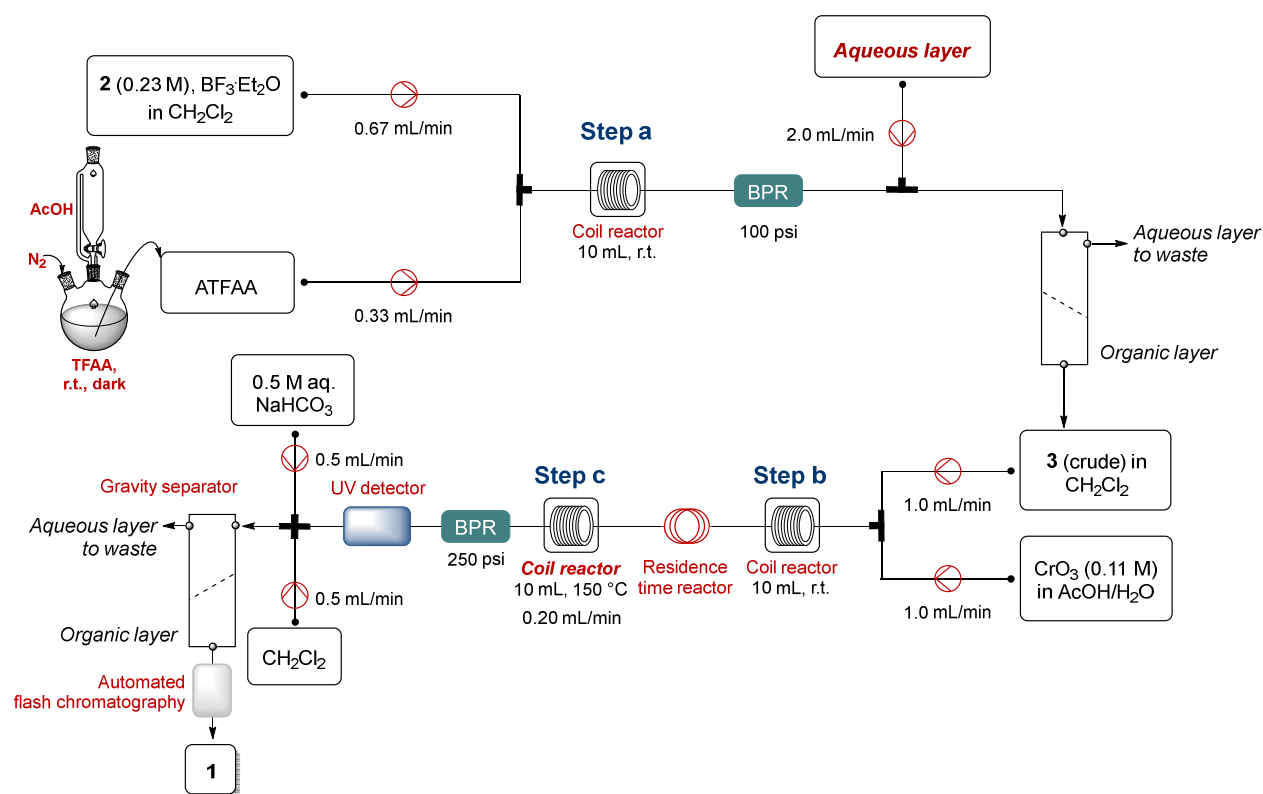 2 (0.23 M), BF3·Et2O
in CH2Cl2
0.67 mL/min
Step a
Coil reactor
10 mL, r.t.
BPR
100 psi
Aqueous layer
2.0 mL/min
AcOH
N2
TFAA,
r.t., dark
ATFAA
0.33 mL/min
Aqueous layer
to waste
Organic layer
3 (crude) in
CH2Cl2
1.0 mL/min
CrO3 (0.11 M)
in AcOH/H2O
1.0 mL/min
Step b
Coil reactor
10 mL, r.t.
Residence
time reactor
Step c
Coil reactor
10 mL, 150 °C
0.20 mL/min
BPR
250 psi
UV detector
0.5 M aq.
NaHCO3
0.5 mL/min
0.5 mL/min
CH2Cl2
Gravity separator
Aqueous layer
to waste
Organic layer
Automated
flash chromatography
1